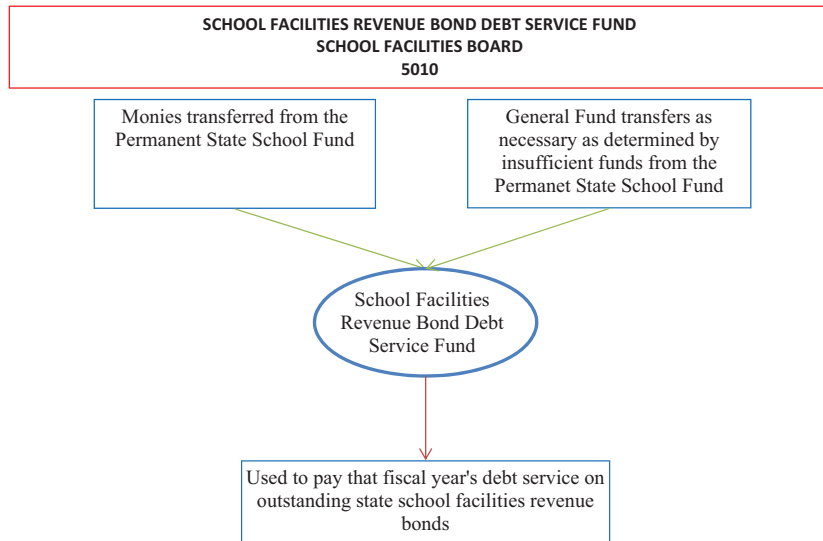 SCHOOL FACILITIES REVENUE BOND DEBT SERVICE FUND
SCHOOL FACILITIES BOARD
5010
Monies transferred from the
Permanent State School Fund
General Fund transfers as
necessary as determined by
insufficient funds from the
Permanet State School Fund
School Facilities
Revenue Bond Debt
Service Fund
Used to pay that fiscal year's debt service on
outstanding state school facilities revenue
bonds